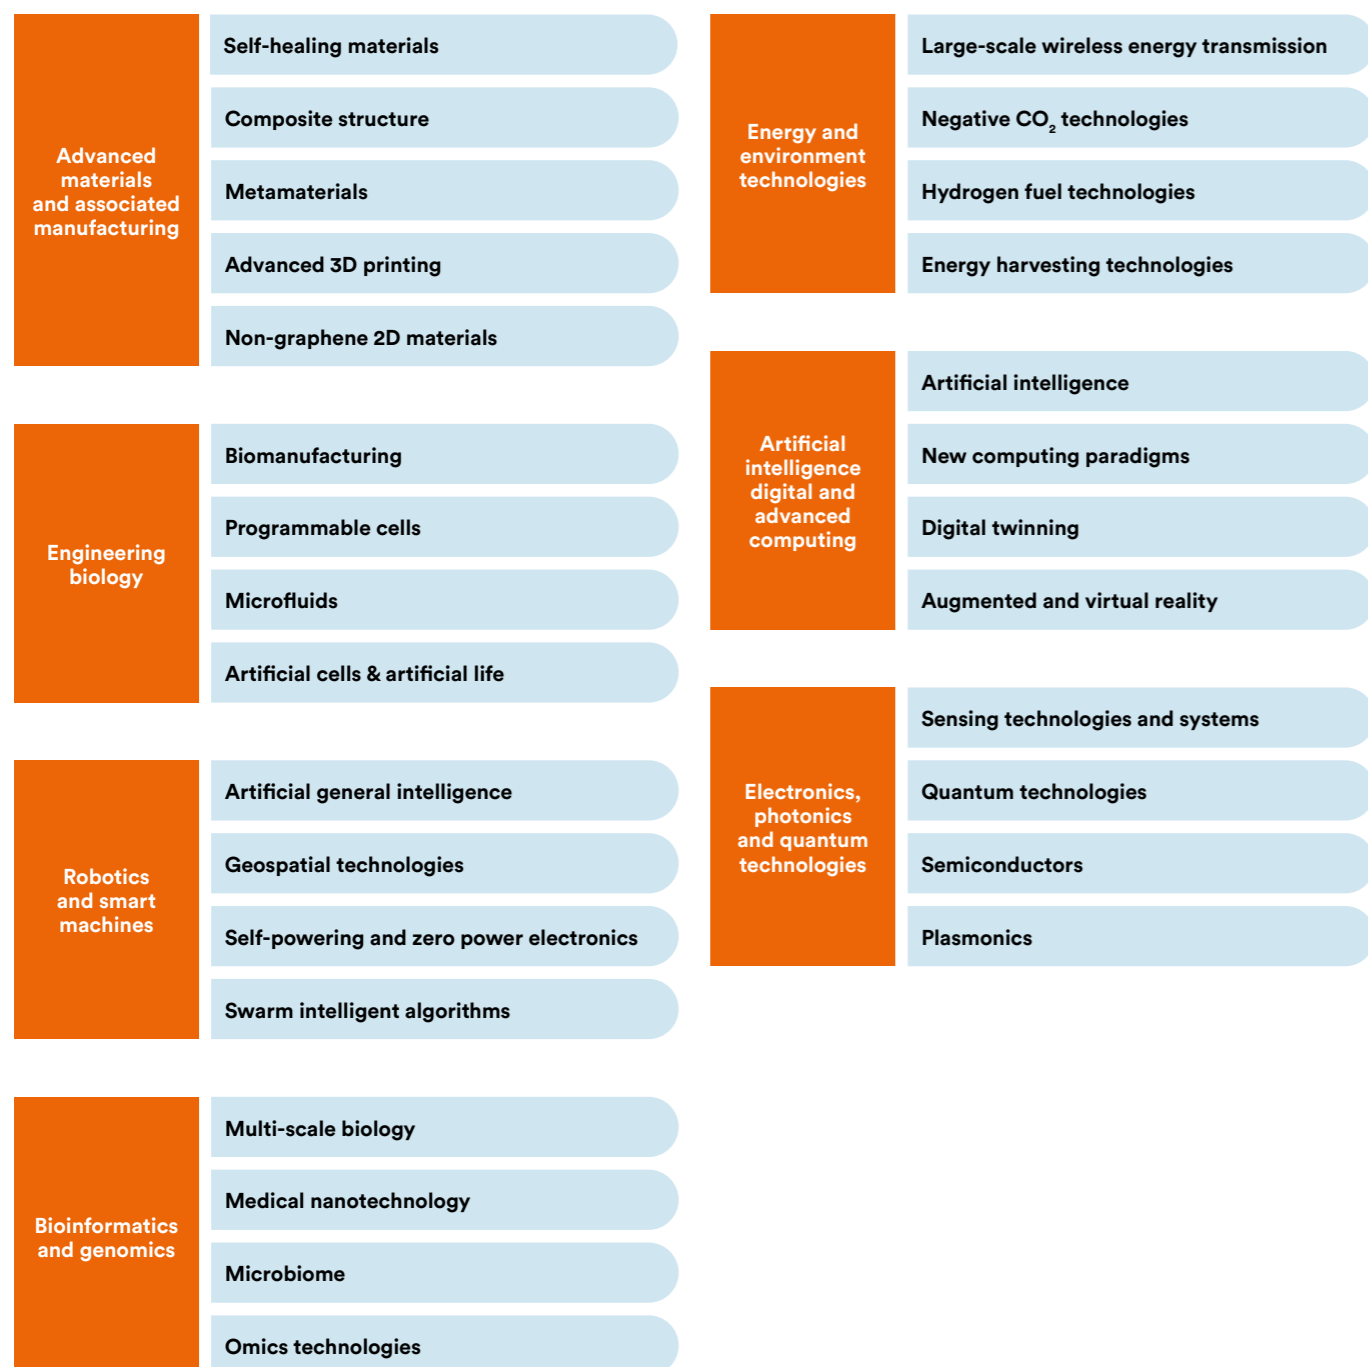 Advanced
materials
and associated
manufacturing
Self-healing materials
Composite structure
Metamaterials
Advanced 3D printing
Non-graphene 2D materials
Engineering
biology
Biomanufacturing
Programmable cells
Microfluids
Artificial cells & artificial life
Robotics
and smart
machines
Artificial general intelligence
Geospatial technologies
Self-powering and zero power electronics
Swarm intelligent algorithms
Bioinformatics
and genomics
Multi-scale biology
Medical nanotechnology
Microbiome
Omics technologies
Energy and
environment
technologies
Large-scale wireless energy transmission
Negative CO₂ technologies
Hydrogen fuel technologies
Energy harvesting technologies
Artificial
intelligence
digital and
advanced
computing
Artificial intelligence
New computing paradigms
Digital twinning
Augmented and virtual reality
Electronics,
photonics
and quantum
technologies
Sensing technologies and systems
Quantum technologies
Semiconductors
Plasmonics